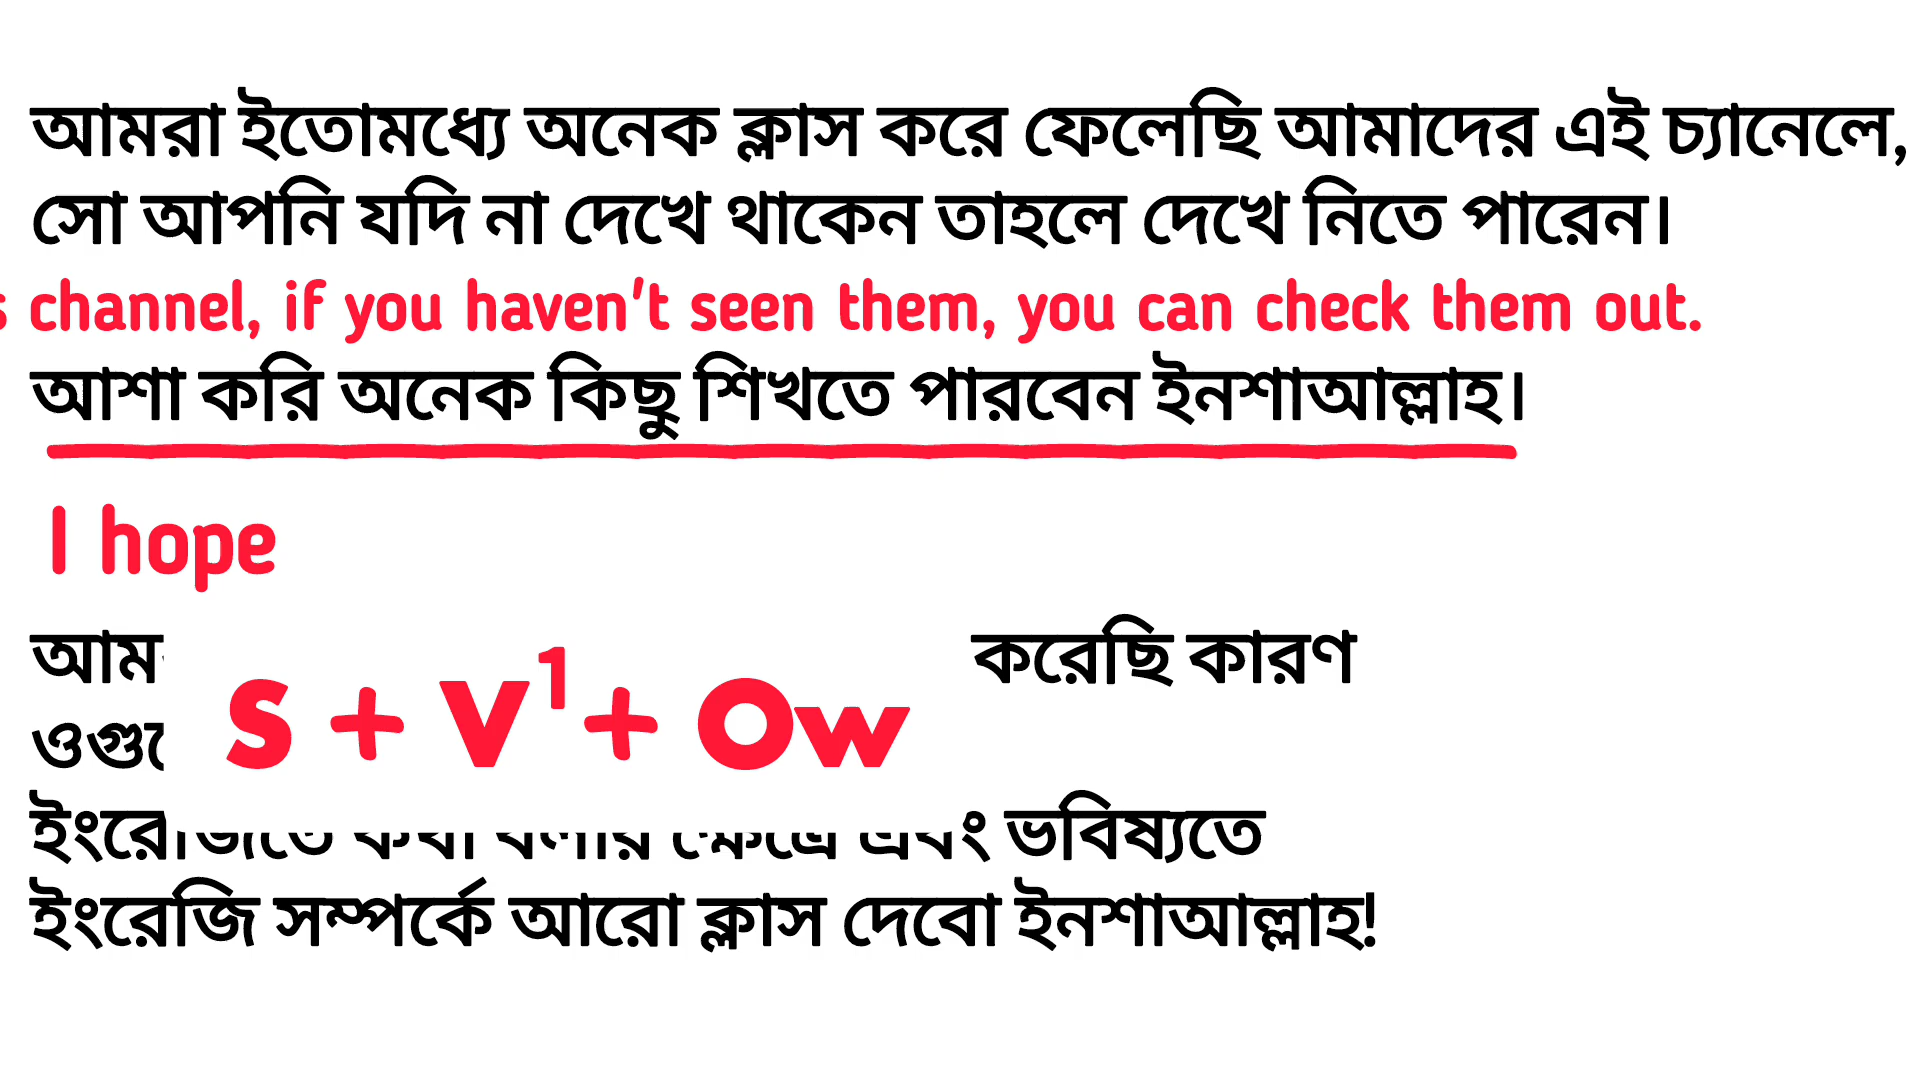 আমরা ইতোমধ্যে অনেক ক্লাস করে ফেলেছি আমাদের এই চ্যানেলে,
সো আপনি যদি না দেখে থাকেন তাহলে দেখে নিতে পারেন।
channel, if you haven't seen them, you can check them out.
আশা করি অনেক কিছু শিখতে পারবেন ইনশাআল্লাহ।
I hope
করেছি কারণ
S + V¹ + Ow
ভবিষ্যতে
ইংরেজি সম্পর্কে আরো ক্লাস দেবো ইনশাআল্লাহ!